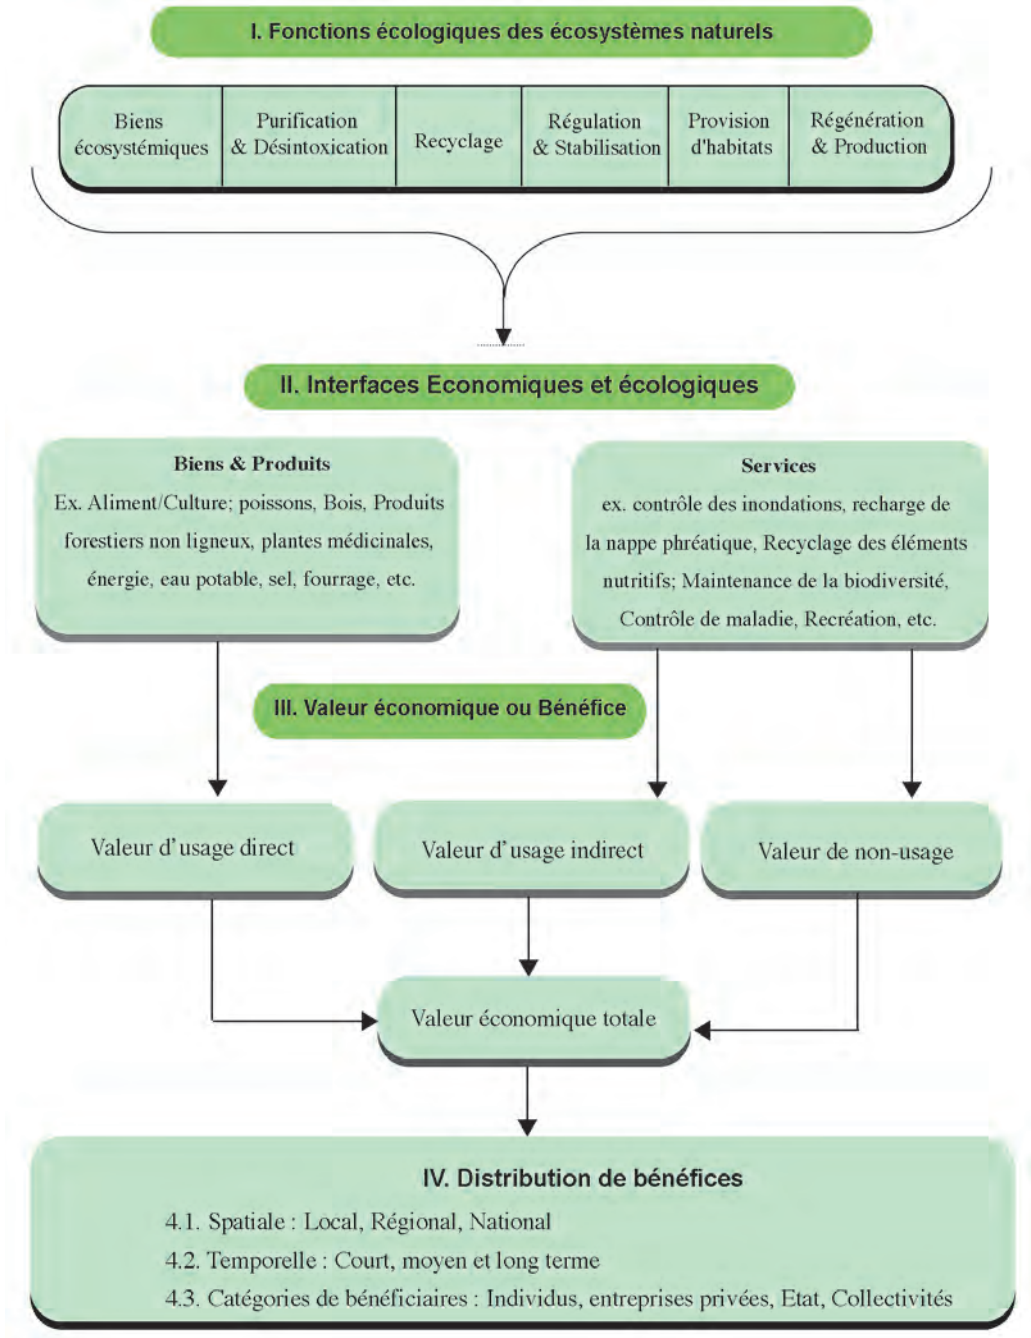 I. Fonctions écologiques des écosystèmes naturels
Biens
écosystémiques
Purification
& Désintoxication
Recyclage
Régulation
& Stabilisation
Provision
d'habitats
Régénération
& Production
II. Interfaces Economiques et écologiques
Biens & Produits
Ex. Aliment/Culture; poissons, Bois, Produits
forestiers non ligneux, plantes médicinales,
énergie, eau potable, sel, fourrage, etc.
Services
ex. contrôle des inondations, recharge de
la nappe phréatique, Recyclage des éléments
nutritifs; Maintenance de la biodiversité,
Contrôle de maladie, Recréation, etc.
III. Valeur économique ou Bénéfice
Valeur d'usage direct
Valeur d'usage indirect
Valeur de non-usage
Valeur économique totale
IV. Distribution de bénéfices
4.1. Spatiale : Local, Régional, National
4.2. Temporelle : Court, moyen et long terme
4.3. Catégories de bénéficiaires : Individus, entreprises privées, Etat, Collectivités